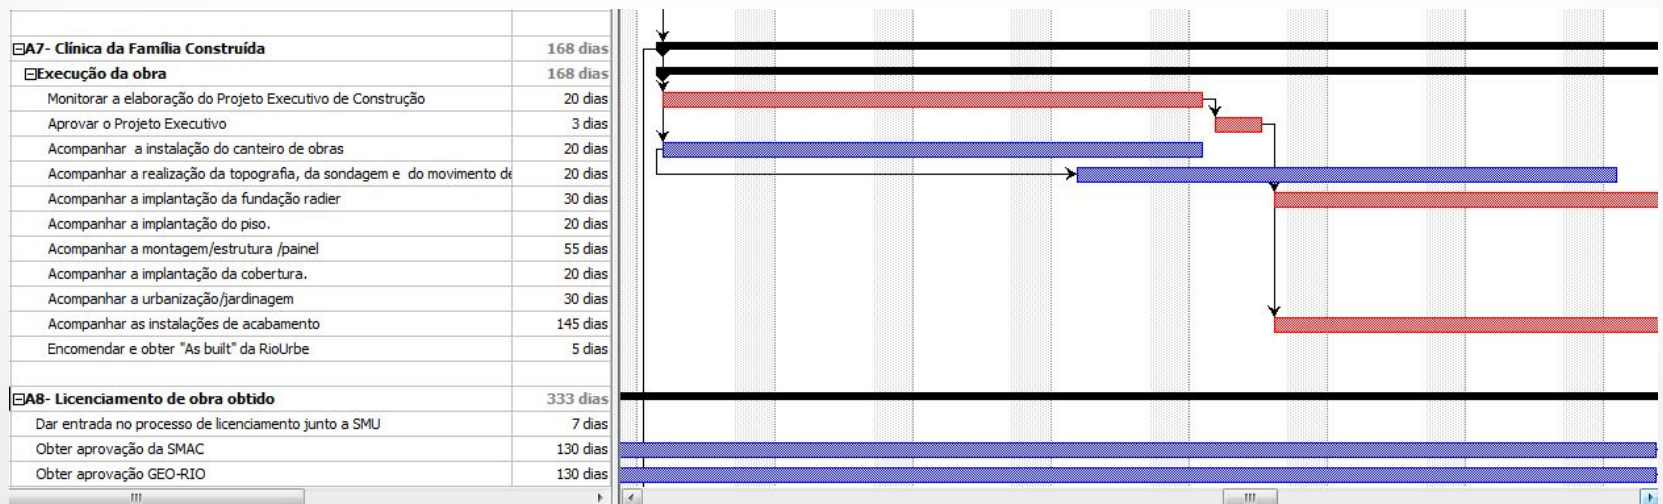 A7- Clínica da Família Construída 168 dias
Execução da obra 168 dias
Monitorar a elaboração do Projeto Executivo de Construção 20 dias
Aprovar o Projeto Executivo 3 dias
Acompanhar a instalação do canteiro de obras 20 dias
Acompanhar a realização da topografia, da sondagem e do movimento de 20 dias
Acompanhar a implantação da fundação radier 30 dias
Acompanhar a implantação do piso. 20 dias
Acompanhar a montagem/estrutura /painel 55 dias
Acompanhar a implantação da cobertura. 20 dias
Acompanhar a urbanização/jardinagem 30 dias
Acompanhar as instalações de acabamento 145 dias
Encomendar e obter "As built" da RioUrbe 5 dias
A8- Licenciamento de obra obtido 333 dias
Dar entrada no processo de licenciamento junto a SMU 7 dias
Obter aprovação da SMAC 130 dias
Obter aprovação GEO-RIO 130 dias